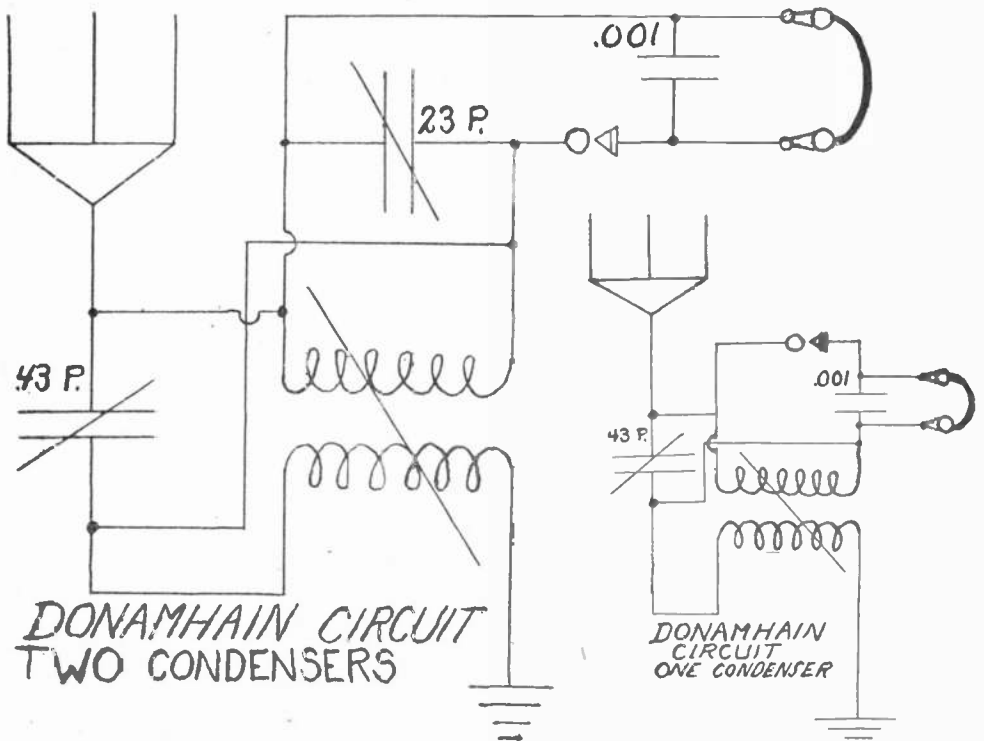 .001
23 P.
.43 P.
DONAMHAIN CIRCUIT
TWO CONDENSERS
.001
43 P.
DONAMHAIN
CIRCUIT
ONE CONDENSER